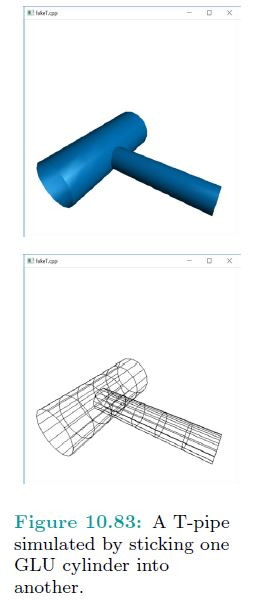 fakeT.cpp
fakeT.cpp
Figure 10.83: A T-pipe
simulated by sticking one
GLU cylinder into
another.